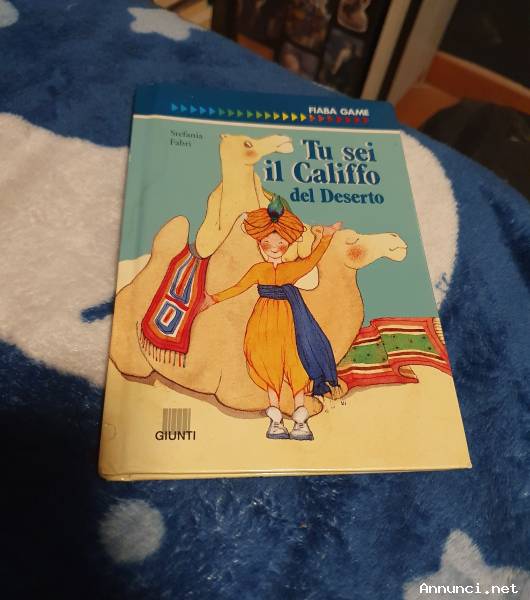 FIABA GAME
Stefania
Fabri
Tu sei
il Califfo
del Deserto
GIUNTI
Annunci.net